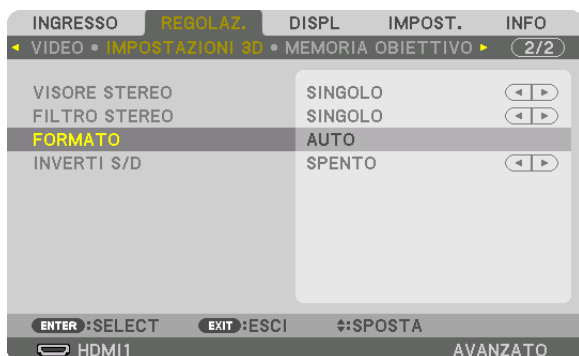 INGRESSO REGOLAZ. DISPL IMPOST. INFO
VIDEO • IMPOSTAZIONI 3D • MEMORIA OBIETTIVO 2/2
VISORE STEREO SINGOLO
FILTRO STEREO SINGOLO
FORMATO AUTO
INVERTI S/D SPENTO
ENTER :SELECT EXIT :ESCI :SPOSTA
HDMI1 AVANZATO